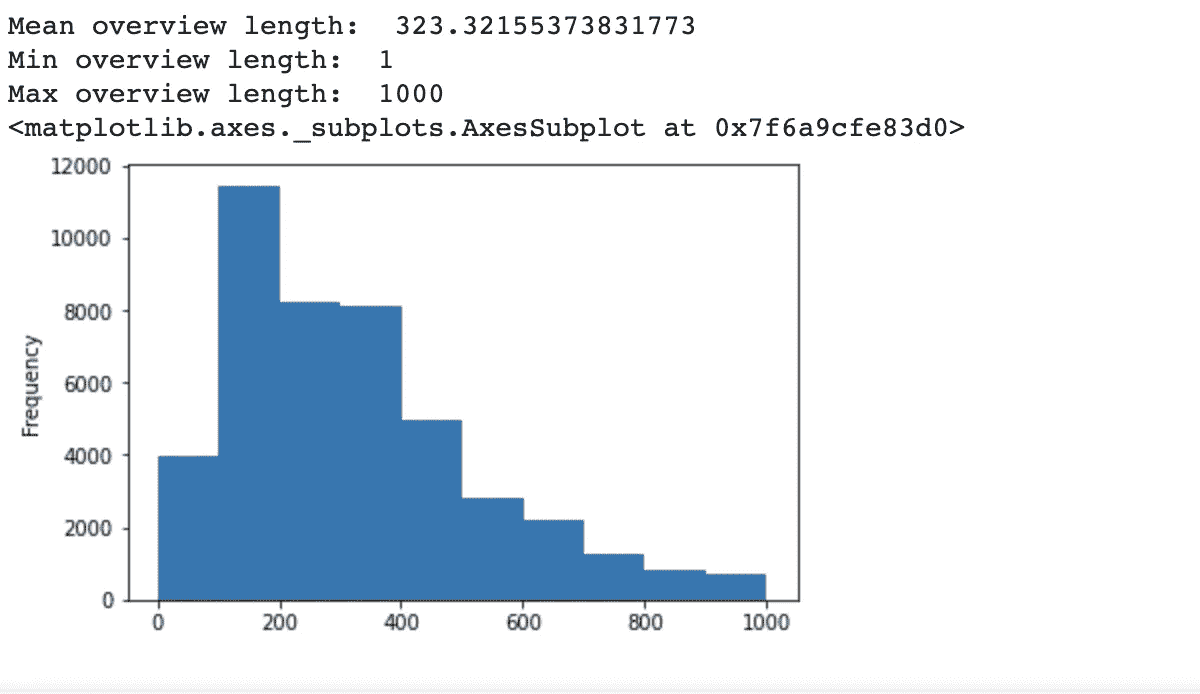 Mean overview length:  323.32155373831773
Min overview length:  1
Max overview length:  1000
<matplotlib.axes._subplots.AxesSubplot at 0x7f6a9cfe83d0>
12000
10000
8000
6000
4000
2000
0
Frequency
0 200 400 600 800 1000